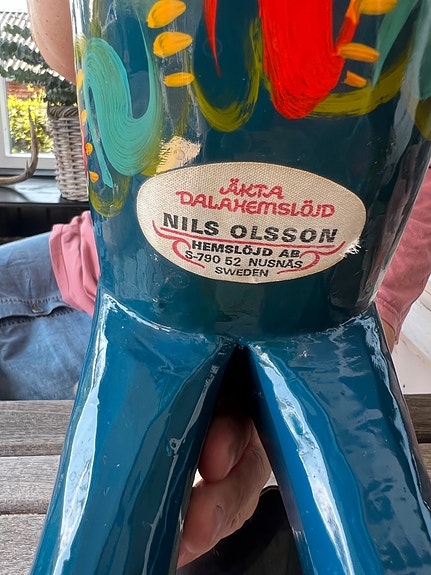 ÄKTA
DALAHEMSLÖJD
NILS OLSSON
HEMSLÖJD AB
S-790 52 NUSNÄS
SWEDEN